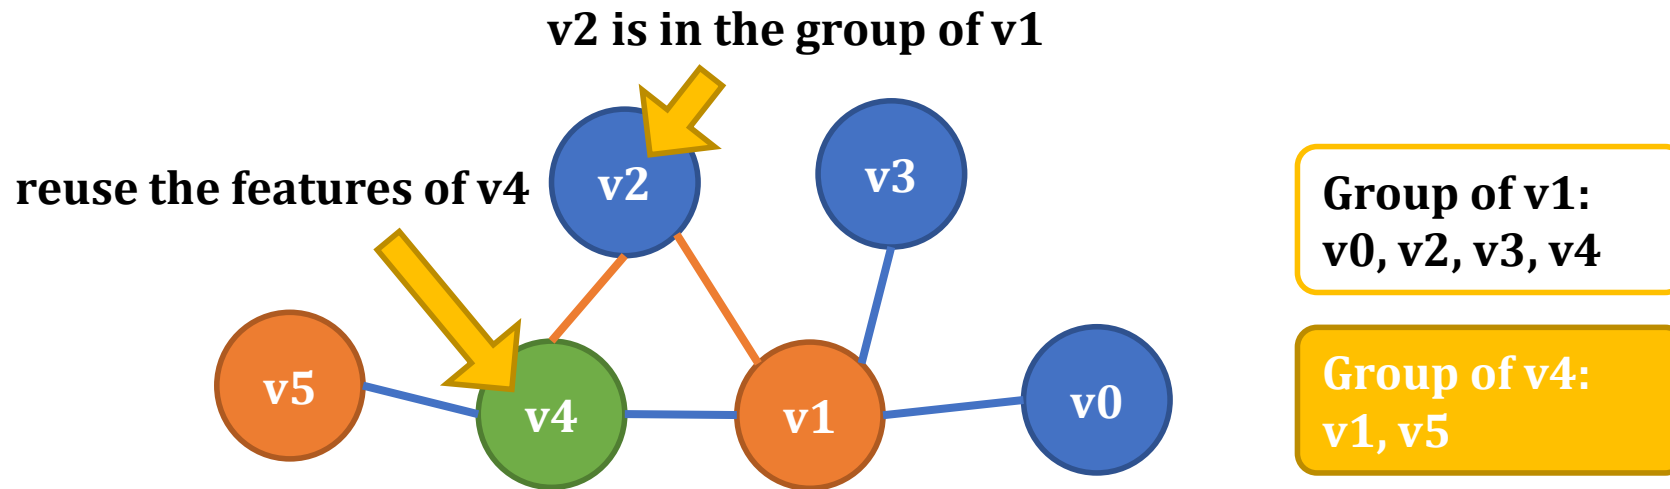 v2 is in the group of v1
reuse the features of v4
v2
v3
v5
v4
v1
v0
Group of v1:
v0, v2, v3, v4
Group of v4:
v1, v5